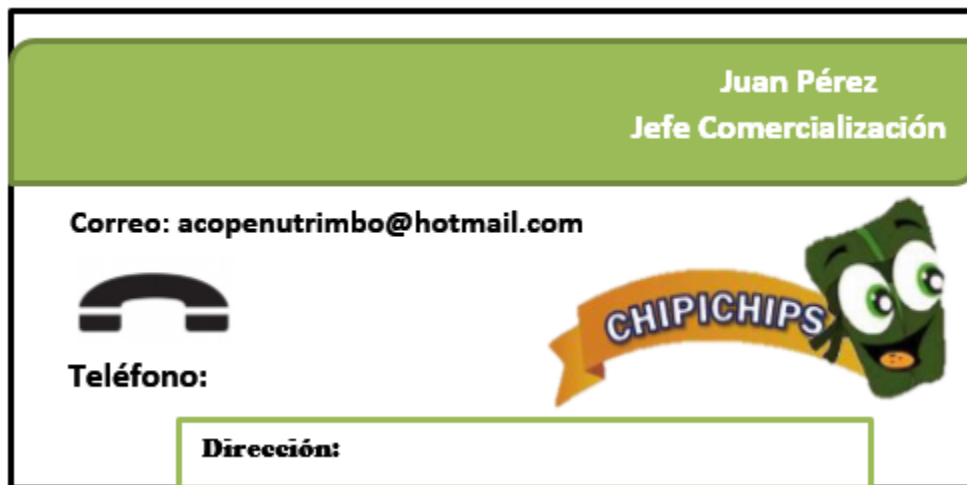 Juan Pérez
Jefe Comercialización
Correo: acopenutrimbo@hotmail.com
CHIPICHIPS
Teléfono:
Dirección: